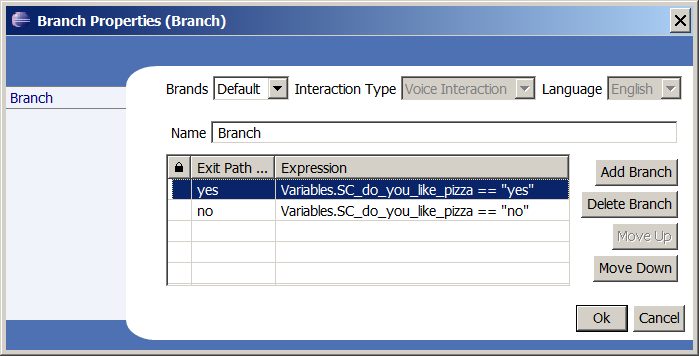 Branch Properties (Branch)
Branch
Brands Default Interaction Type Voice Interaction Language English
Name Branch
Exit Path ... Expression
yes Variables.SC_do_you_like_pizza == "yes"
no Variables.SC_do_you_like_pizza == "no"
Add Branch
Delete Branch
Move Up
Move Down
Ok Cancel